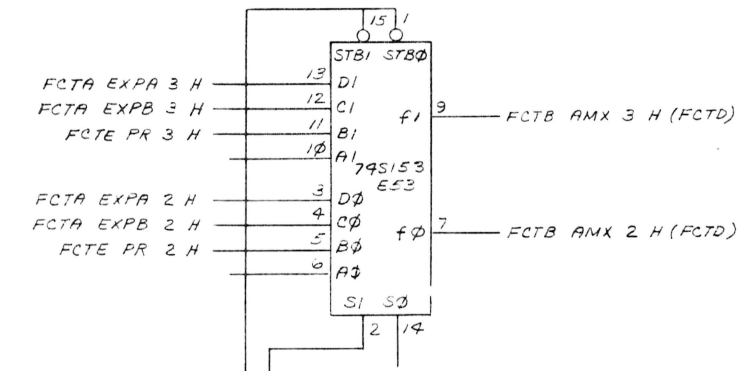 15 1
STB1 STBØ
FCTA EXPA 3 H 13 D1
FCTA EXPB 3 H 12 C1
f1 9 FCTB AMX 3 H (FCTD)
FCTE PR 3 H 11 B1
1Ø A1
74S153
E53
FCTA EXPA 2 H 3 DØ
FCTA EXPB 2 H 4 CØ
fØ 7 FCTB AMX 2 H (FCTD)
FCTE PR 2 H 5 BØ
6 AØ
S1 SØ
2 14